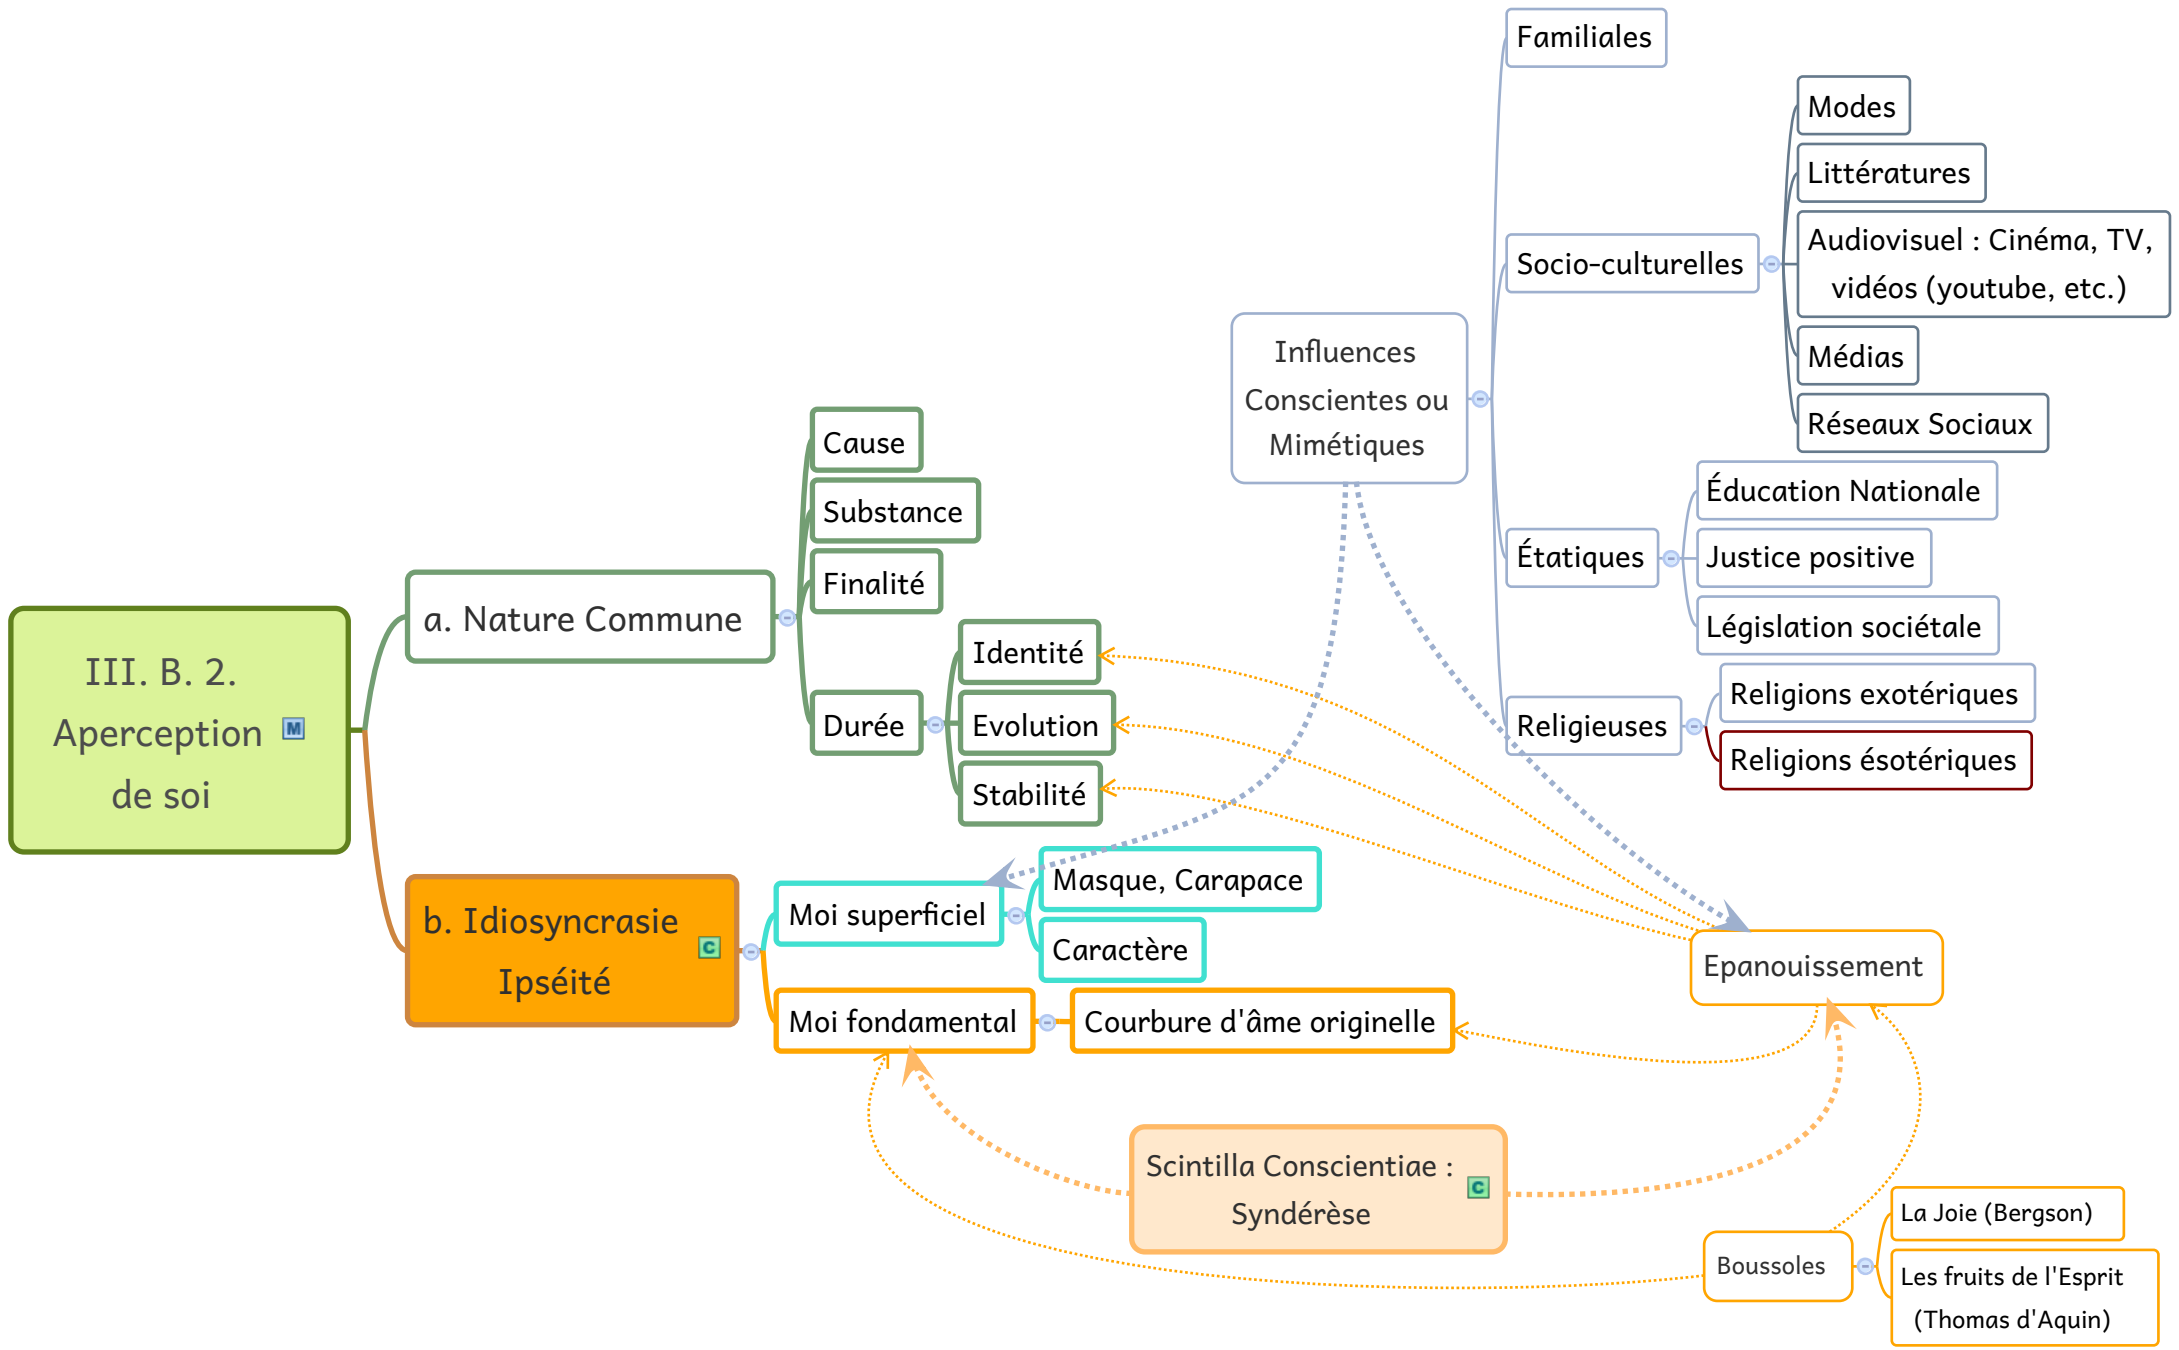 III. B. 2.
Aperception
de soi
M
a. Nature Commune
Cause
Substance
Finalité
Durée
Identité
Evolution
Stabilité
b. Idiosyncrasie
Ipséité
C
Moi superficiel
Masque, Carapace
Caractère
Moi fondamental
Courbure d'âme originelle
Influences
Conscientes ou
Mimétiques
Familiales
Socio-culturelles
Modes
Littératures
Audiovisuel : Cinéma, TV,
vidéos (youtube, etc.)
Médias
Réseaux Sociaux
Étatiques
Éducation Nationale
Justice positive
Législation sociétale
Religieuses
Religions exotériques
Religions ésotériques
Epanouissement
Scintilla Conscientiae :
Syndérèse
C
Boussoles
La Joie (Bergson)
Les fruits de l'Esprit
(Thomas d'Aquin)